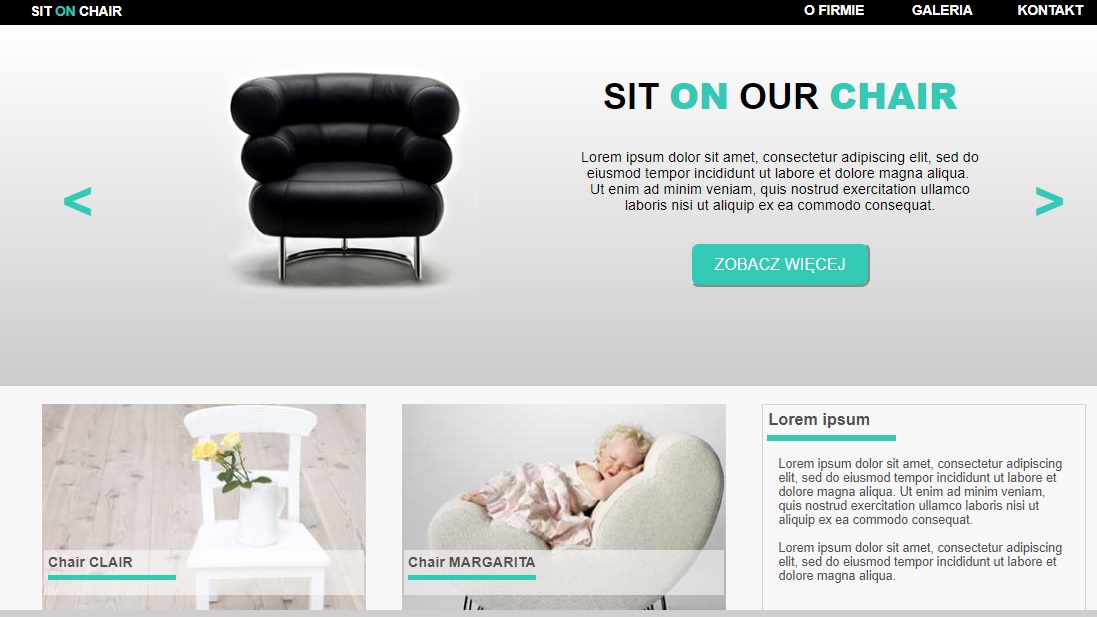 SIT ON CHAIR
O FIRMIE
GALERIA
KONTAKT
SIT ON OUR CHAIR
Lorem ipsum dolor sit amet, consectetur adipiscing elit, sed do
eiusmod tempor incididunt ut labore et dolore magna aliqua.
Ut enim ad minim veniam, quis nostrud exercitation ullamco
laboris nisi ut aliquip ex ea commodo consequat.
<
>
ZOBACZ WIĘCEJ
Chair CLAIR
Chair MARGARITA
Lorem ipsum
Lorem ipsum dolor sit amet, consectetur adipiscing
elit, sed do eiusmod tempor incididunt ut labore et
dolore magna aliqua. Ut enim ad minim veniam,
quis nostrud exercitation ullamco laboris nisi ut
aliquip ex ea commodo consequat.
Lorem ipsum dolor sit amet, consectetur adipiscing
elit, sed do eiusmod tempor incididunt ut labore et
dolore magna aliqua.